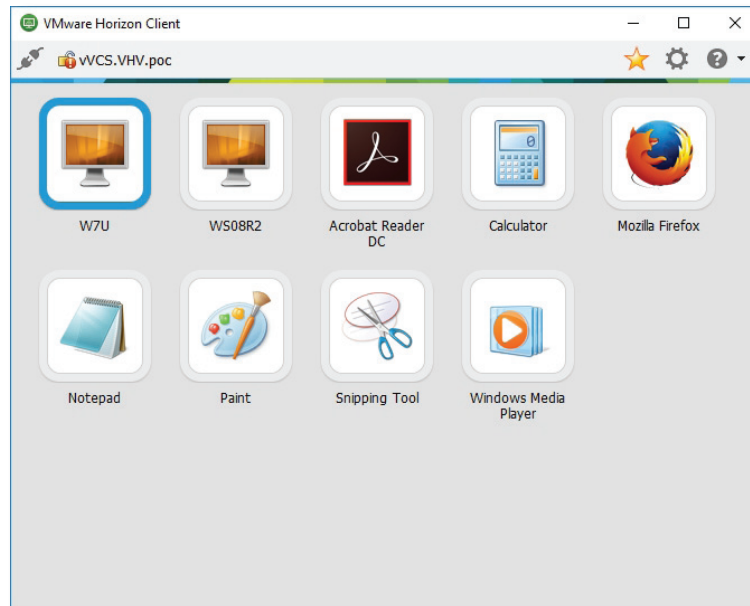 VMware Horizon Client
vVCS.VHV.poc
W7U
WS08R2
Acrobat Reader
DC
Calculator
Mozilla Firefox
Notepad
Paint
Snipping Tool
Windows Media
Player